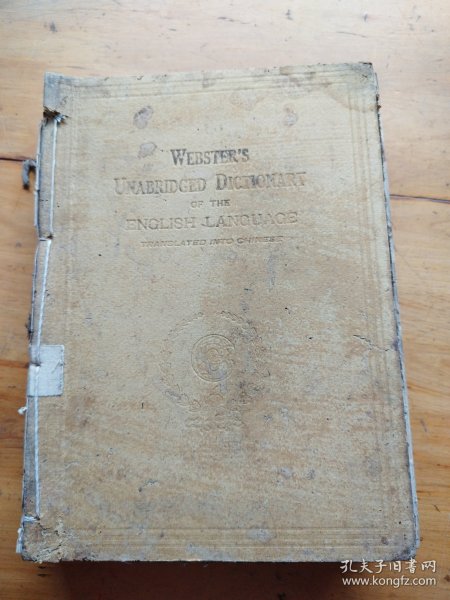 WEBSTER'S
UNABRIDGED DICTIONARY
OF THE
ENGLISH LANGUAGE
TRANSLATED INTO CHINESE
孔夫子旧书网
www.kongfz.com